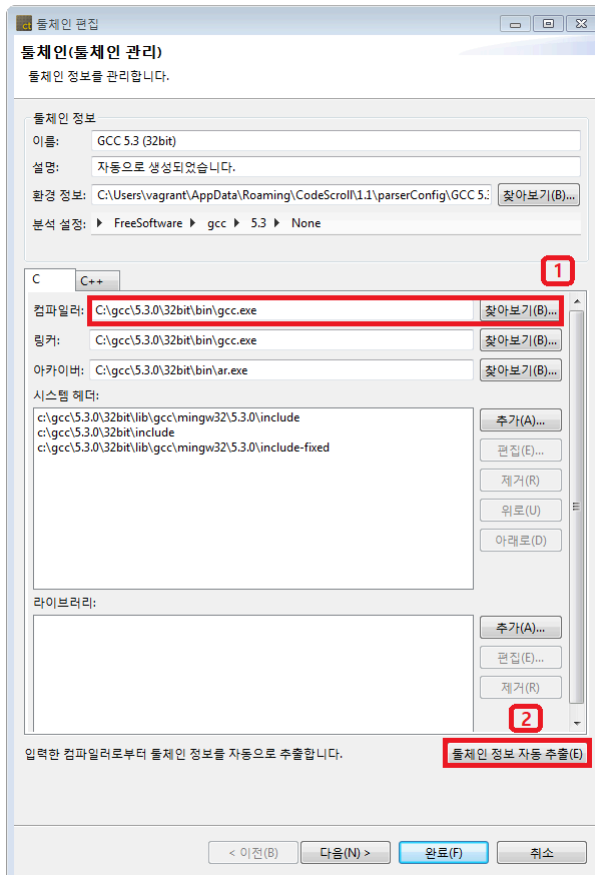 ct 툴체인 편집
툴체인(툴체인 관리)
툴체인 정보를 관리합니다.
툴체인 정보
이름: GCC 5.3 (32bit)
설명: 자동으로 생성되었습니다.
환경 정보: C:\Users\vagrant\AppData\Roaming\CodeScroll\1.1\parserConfig\GCC 5.3 찾아보기(B)...
분석 설정: FreeSoftware gcc 5.3 None
C C++
1
컴파일러: C:\gcc\5.3.0\32bit\bin\gcc.exe 찾아보기(B)...
링커: C:\gcc\5.3.0\32bit\bin\gcc.exe 찾아보기(B)...
아카이버: C:\gcc\5.3.0\32bit\bin\ar.exe 찾아보기(B)...
시스템 헤더:
c:\gcc\5.3.0\32bit\lib\gcc\mingw32\5.3.0\include
c:\gcc\5.3.0\32bit\include
c:\gcc\5.3.0\32bit\lib\gcc\mingw32\5.3.0\include-fixed
추가(A)...
편집(E)...
제거(R)
위로(U)
아래로(D)
라이브러리:
추가(A)...
편집(E)...
제거(R)
2
입력한 컴파일러로부터 툴체인 정보를 자동으로 추출합니다. 툴체인 정보 자동 추출(E)
< 이전(B) 다음(N) > 완료(F) 취소